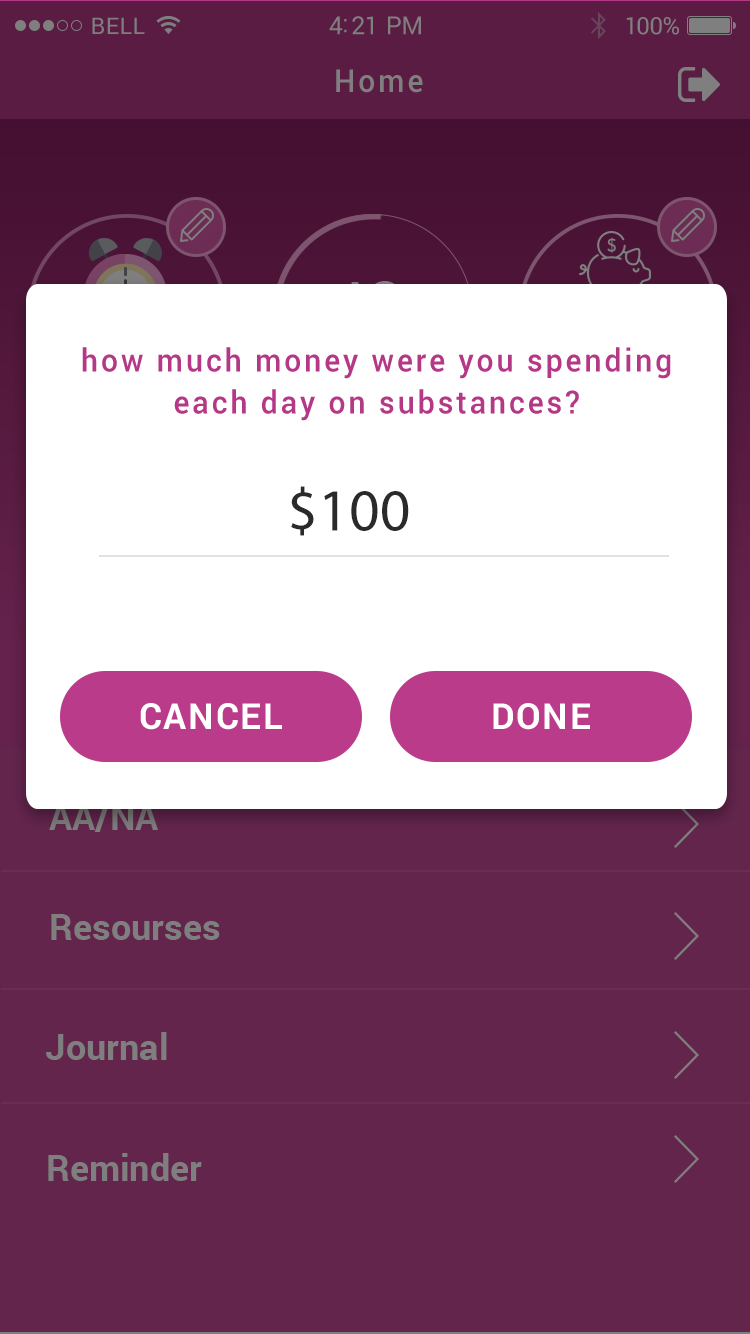 BELL 4:21 PM 100%
Home
$
how much money were you spending
each day on substances?
$100
CANCEL DONE
AA/NA
Resourses
Journal
Reminder